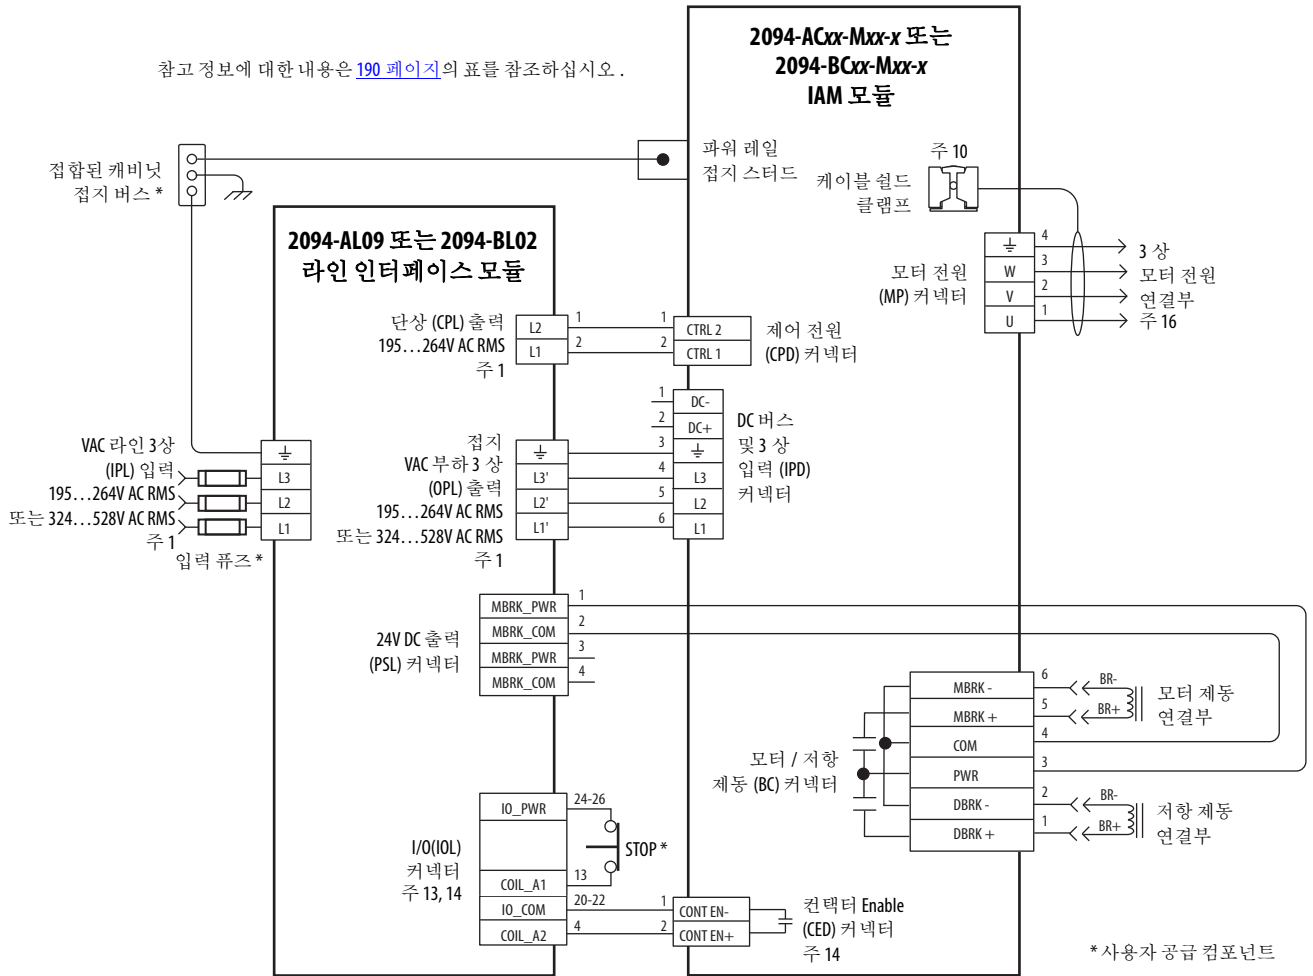 참고 정보에 대한 내용은 190 페이지의 표를 참조하십시오 .
2094-ACxx-Mxx-x 또는
2094-BCxx-Mxx-x
IAM 모듈
접합된 캐비닛
접지 버스 *
파워 레일
접지 스터드
주 10
케이블 쉴드
클램프
2094-AL09 또는 2094-BL02
라인 인터페이스 모듈
모터 전원
(MP) 커넥터
W
V
U
4
3
2
1
3 상
모터 전원
연결부
주 16
단상 (CPL) 출력
195…264V AC RMS
주 1
L2
L1
1
2
1
2
CTRL 2
CTRL 1
제어 전원
(CPD) 커넥터
VAC 라인 3상
(IPL) 입력
195…264V AC RMS
또는 324…528V AC RMS
주 1
입력 퓨즈 *
L3
L2
L1
접지
VAC 부하 3 상
(OPL) 출력
195…264V AC RMS
또는 324…528V AC RMS
주 1
L3'
L2'
L1'
1
2
3
4
5
6
DC-
DC+
L3
L2
L1
DC 버스
및 3 상
입력 (IPD)
커넥터
24V DC 출력
(PSL) 커넥터
MBRK_PWR
MBRK_COM
MBRK_PWR
MBRK_COM
1
2
3
4
모터 / 저항
제동 (BC) 커넥터
MBRK -
MBRK +
COM
PWR
DBRK -
DBRK +
6
5
4
3
2
1
BR-
BR+
모터 제동
연결부
BR-
BR+
저항 제동
연결부
I/O(IOL)
커넥터
주 13, 14
IO_PWR
COIL_A1
IO_COM
COIL_A2
24-26
13
20-22
4
STOP *
1
2
CONT EN-
CONT EN+
컨택터 Enable
(CED) 커넥터
주 14
* 사용자 공급 컴포넌트